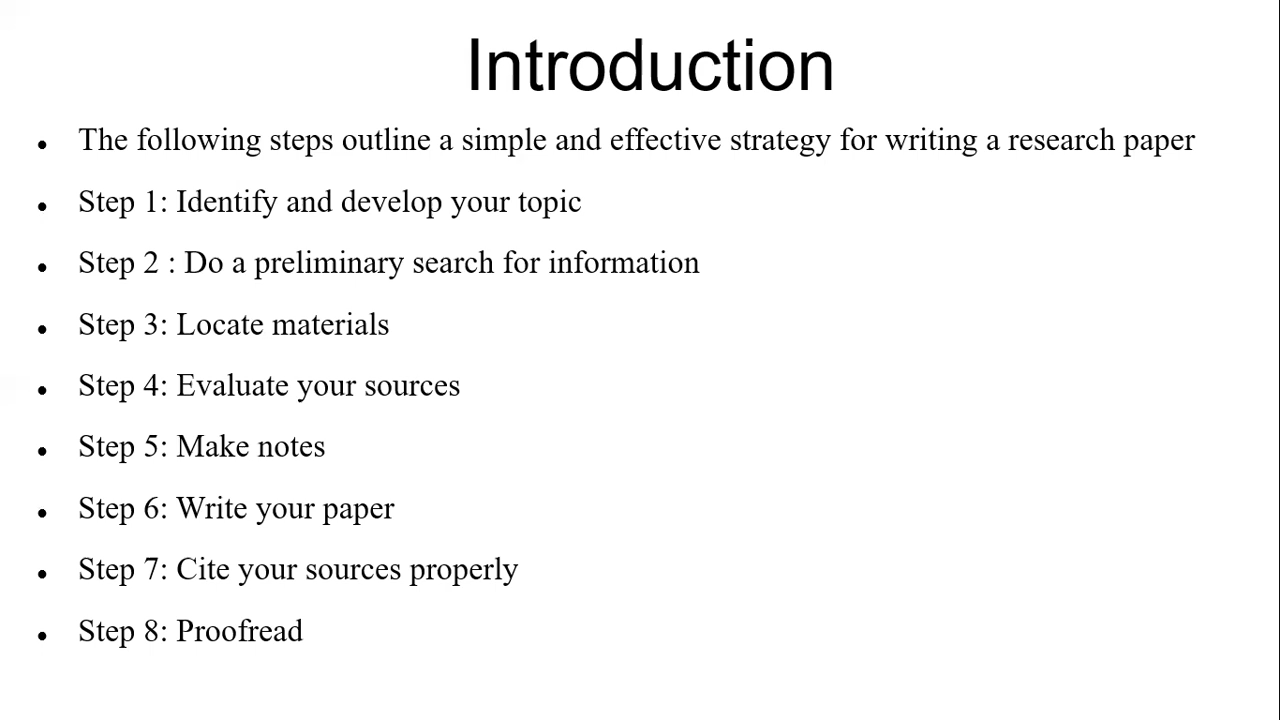 Introduction
• The following steps outline a simple and effective strategy for writing a research paper
• Step 1: Identify and develop your topic
• Step 2 : Do a preliminary search for information
• Step 3: Locate materials
• Step 4: Evaluate your sources
• Step 5: Make notes
• Step 6: Write your paper
• Step 7: Cite your sources properly
• Step 8: Proofread